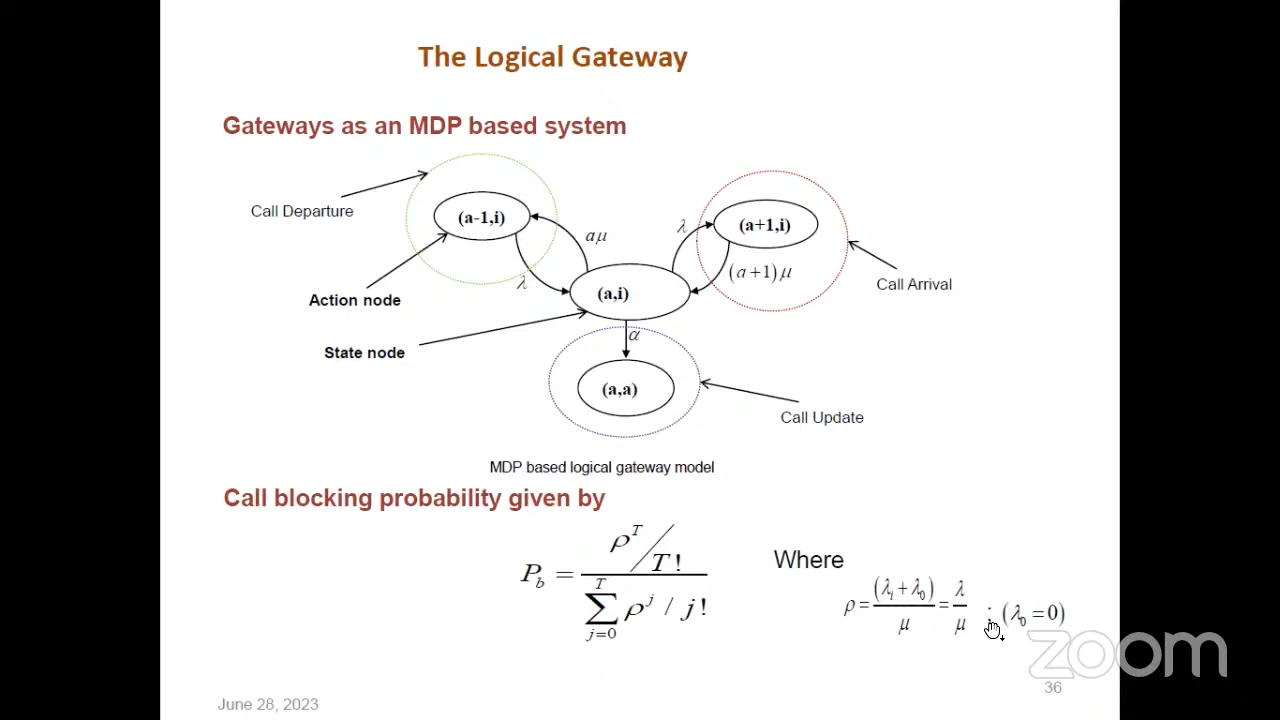 The Logical Gateway
Gateways as an MDP based system
Call Departure
(a-1,i)
aμ
λ
(a+1,i)
λ
(a+1)μ
Call Arrival
Action node
(a,i)
State node
α
(a,a)
Call Update
MDP based logical gateway model
Call blocking probability given by
P_b = (ρ^T / T!) / (∑_{j=0}^{T} ρ^j / j!)
Where
ρ = (λ_i + λ_0) / μ = λ / μ ; (λ_0 = 0)
zoom
36
June 28, 2023